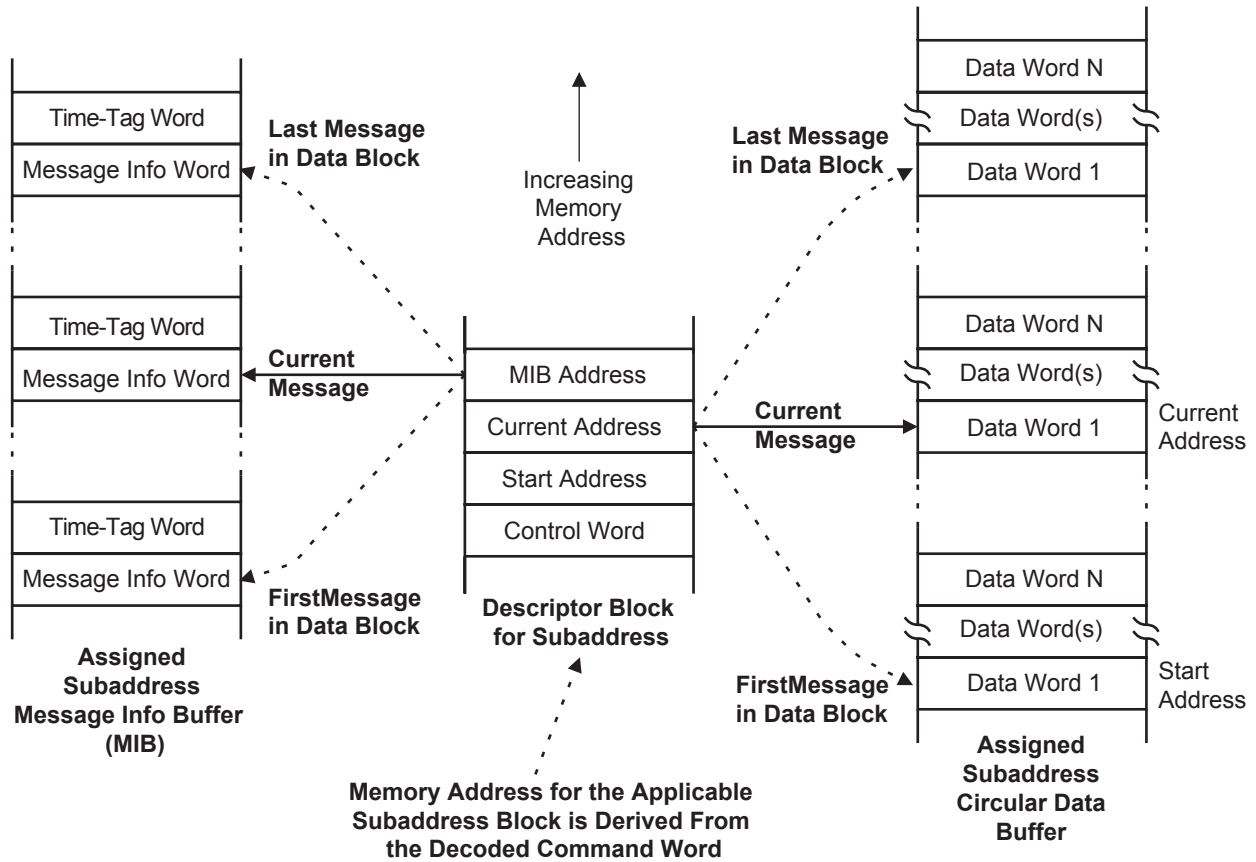 Time-Tag Word
Message Info Word
Time-Tag Word
Message Info Word
Time-Tag Word
Message Info Word
Assigned
Subaddress
Message Info Buffer
(MIB)
Last Message
in Data Block
Current
Message
FirstMessage
in Data Block
Increasing
Memory
Address
MIB Address
Current Address
Start Address
Control Word
Descriptor Block
for Subaddress
Memory Address for the Applicable
Subaddress Block is Derived From
the Decoded Command Word
Last Message
in Data Block
Current
Message
FirstMessage
in Data Block
Data Word N
Data Word(s)
Data Word 1
Data Word N
Data Word(s)
Data Word 1
Current
Address
Data Word N
Data Word(s)
Data Word 1
Start
Address
Assigned
Subaddress
Circular Data
Buffer